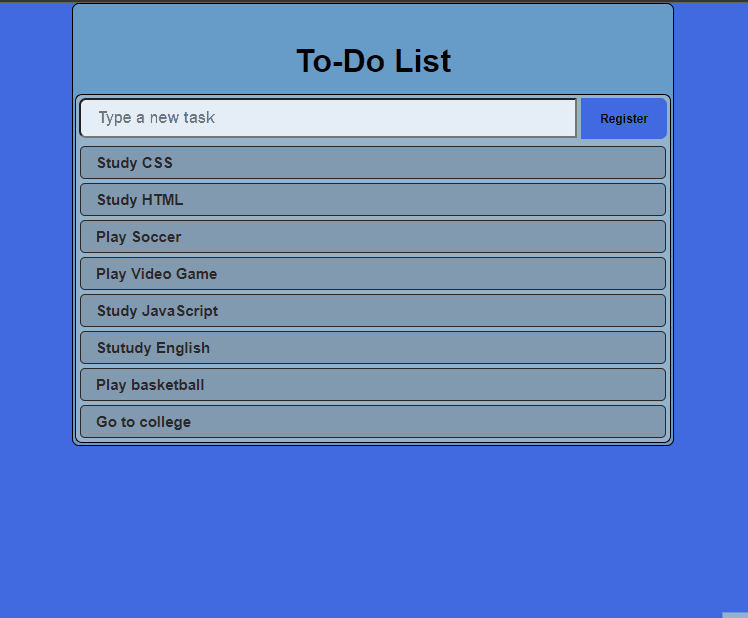 To-Do List
Type a new task
Register
Study CSS
Study HTML
Play Soccer
Play Video Game
Study JavaScript
Stutudy English
Play basketball
Go to college